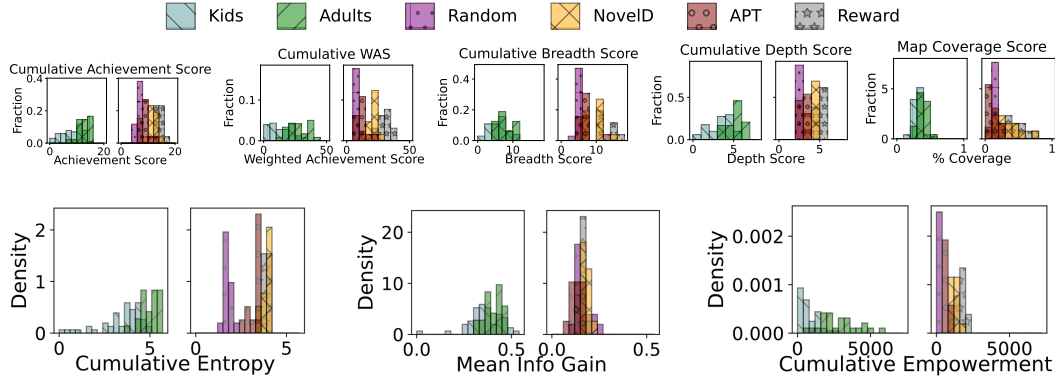 Kids Adults Random NovelD APT Reward
Cumulative Achievement Score
Fraction
0.4
0.2
0.0
0 20 0 20
Achievement Score
Cumulative WAS
Fraction
0.1
0.0
0 50 0 50
Weighted Achievement Score
Cumulative Breadth Score
Fraction
0.4
0.2
0.0
0 10 0 10
Breadth Score
Cumulative Depth Score
Fraction
0.5
0.0
0 5 0 5
Depth Score
Map Coverage Score
Fraction
5
0
0 1 0 1
% Coverage
Density
2
1
0
0 5 0 5
Cumulative Entropy
Density
20
10
0
0.0 0.5 0.0 0.5
Mean Info Gain
Density
0.002
0.001
0.000
0 5000 0 5000
Cumulative Empowerment